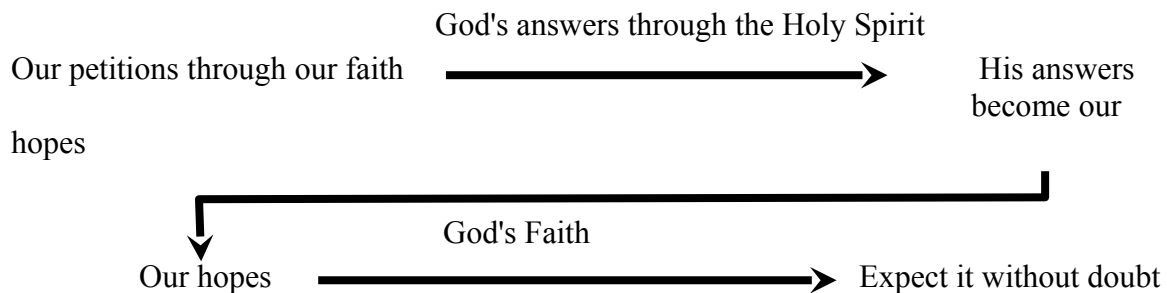 God's answers through the Holy Spirit
Our petitions through our faith His answers
become our
hopes
God's Faith
Our hopes Expect it without doubt